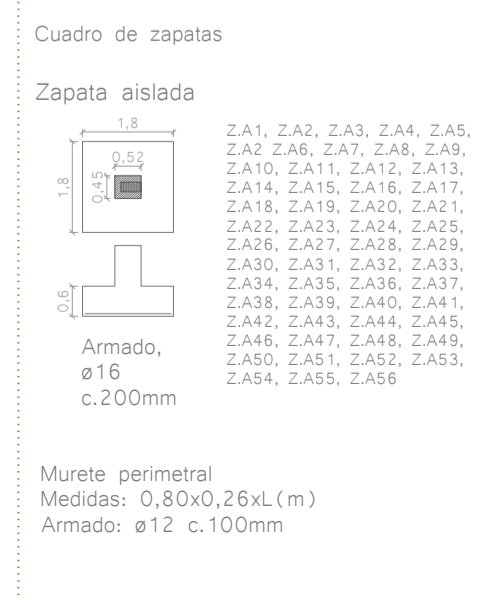 Cuadro de zapatas
Zapata aislada
1,8
0,52
1,8
0,45
0,6
Armado,
ø16
c.200mm
Z.A1, Z.A2, Z.A3, Z.A4, Z.A5,
Z.A2 Z.A6, Z.A7, Z.A8, Z.A9,
Z.A10, Z.A11, Z.A12, Z.A13,
Z.A14, Z.A15, Z.A16, Z.A17,
Z.A18, Z.A19, Z.A20, Z.A21,
Z.A22, Z.A23, Z.A24, Z.A25,
Z.A26, Z.A27, Z.A28, Z.A29,
Z.A30, Z.A31, Z.A32, Z.A33,
Z.A34, Z.A35, Z.A36, Z.A37,
Z.A38, Z.A39, Z.A40, Z.A41,
Z.A42, Z.A43, Z.A44, Z.A45,
Z.A46, Z.A47, Z.A48, Z.A49,
Z.A50, Z.A51, Z.A52, Z.A53,
Z.A54, Z.A55, Z.A56
Murete perimetral
Medidas: 0,80x0,26xL(m)
Armado: ø12 c.100mm